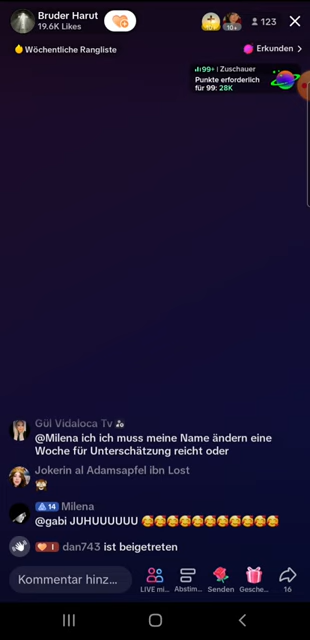 Bruder Harut
19.6K Likes
10+
123
Wöchentliche Rangliste
Erkunden
99+ | Zuschauer
Punkte erforderlich
für 99: 28K
Gül Vidaloca Tv
@Milena ich ich muss meine Name ändern eine
Woche für Unterschätzung reicht oder
Jokerin al Adamsapfel ibn Lost
14 Milena
@gabi JUHUUUUUU 🥰🥰🥰🥰🥰🥰🥰🥰🥰🥰🥰
I dan743 ist beigetreten
Kommentar hinz...
LIVE mi... Abstim... Senden Gesche... 16